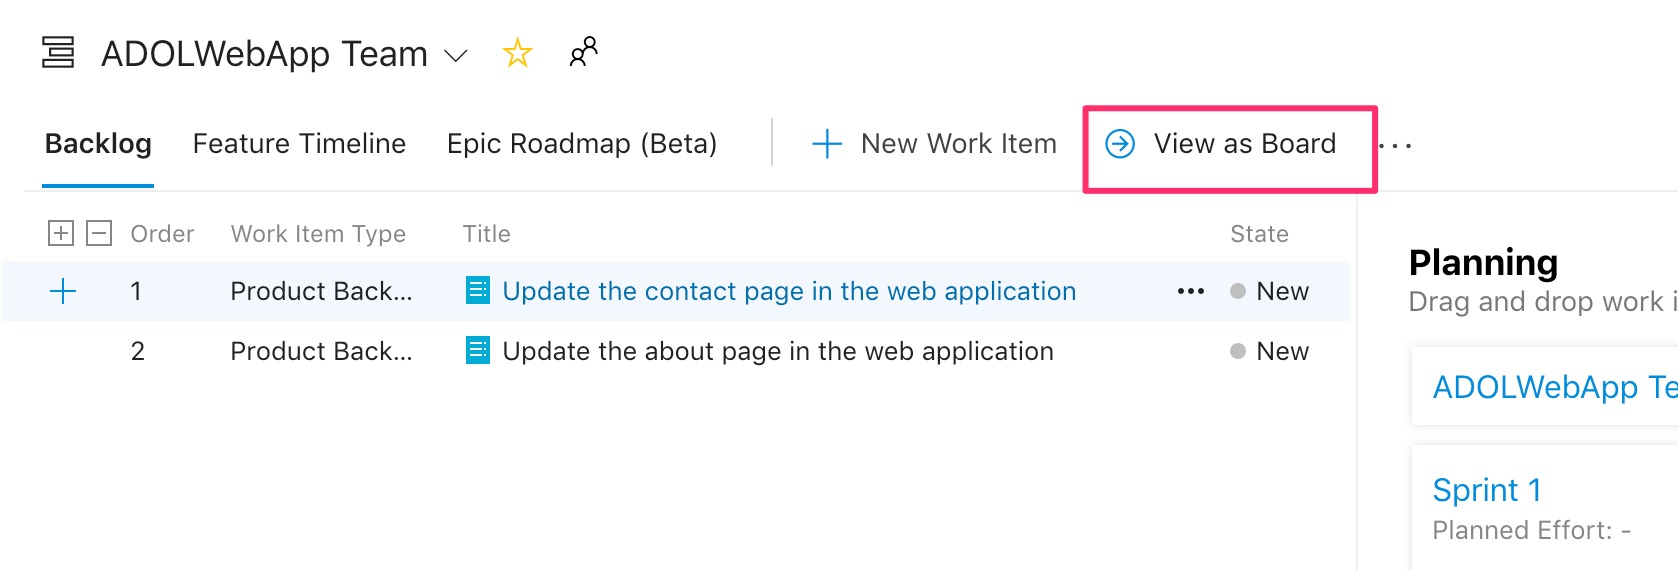 ADOLWebApp Team
Backlog Feature Timeline Epic Roadmap (Beta) New Work Item View as Board ...
Order Work Item Type Title State
1 Product Back... Update the contact page in the web application ... New
2 Product Back... Update the about page in the web application New
Planning
Drag and drop work i
ADOLWebApp Te
Sprint 1
Planned Effort: -